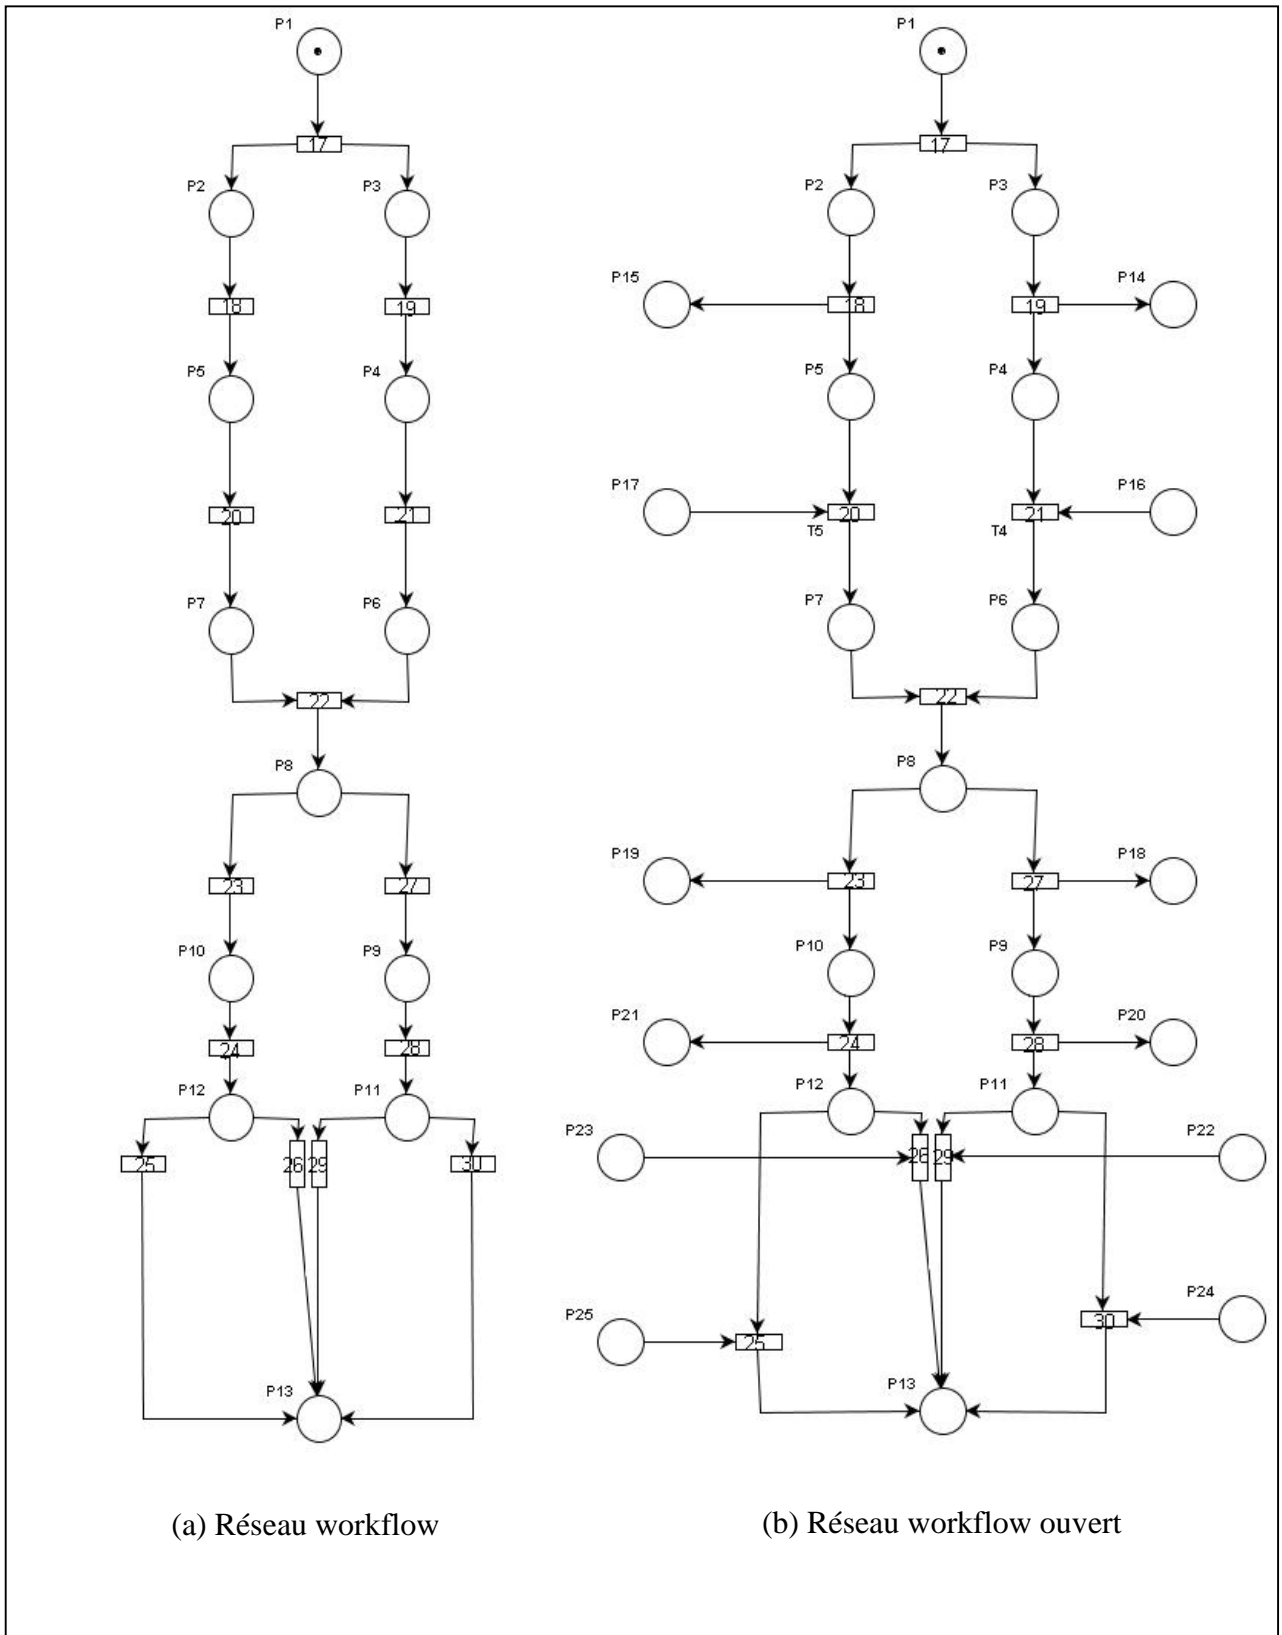 P1 P1
17 17
P2 P3 P2 P3
P15 P14
18 19 18 19
P5 P4 P5 P4
P17 P16
20 21 20 21
T5 T4
P7 P6 P7 P6
22 22
P8 P8
P19 P18
23 27 23 27
P10 P9 P10 P9
P21 P20
24 28 24 28
P12 P11 P12 P11
P23 P22
25 26 29 30 26 29
P25 P24
25 30
P13 P13
(a) Réseau workflow (b) Réseau workflow ouvert